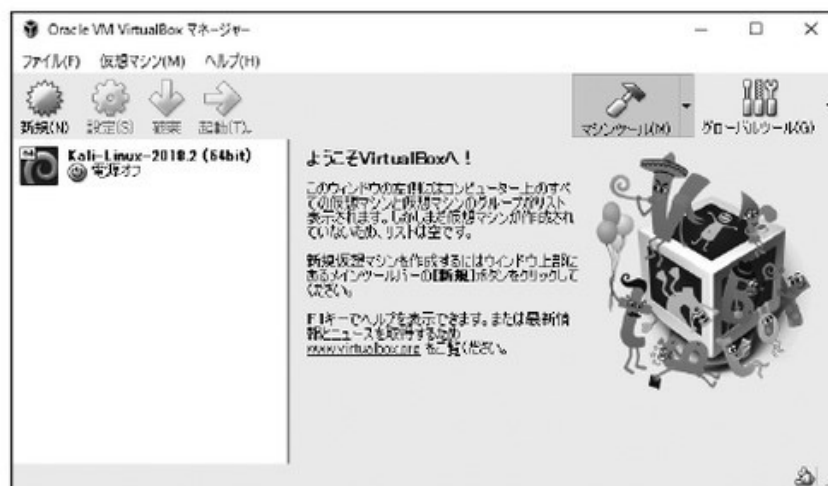 Oracle VM VirtualBox マネージャー
ファイル(F) 仮想マシン(M) ヘルプ(H)
新規(N) 設定(S) 破棄 起動(T)
マシンツール(M) グローバルツール(G)
64
Kali-Linux-2018.2 (64bit)
電源オフ
ようこそVirtualBoxへ！
このウィンドウの左側にはコンピューター上のすべ
ての仮想マシンと仮想マシンのグループがリスト
表示されます。しかしまだ仮想マシンが作成され
ていないため、リストは空です。
新規仮想マシンを作成するにはウィンドウ上部に
あるメインツールバーの[新規]ボタンをクリックして
ください。
F1キーでヘルプを表示できます。または最新情
報とニュースを取得するため
www.virtualbox.org をご覧ください。